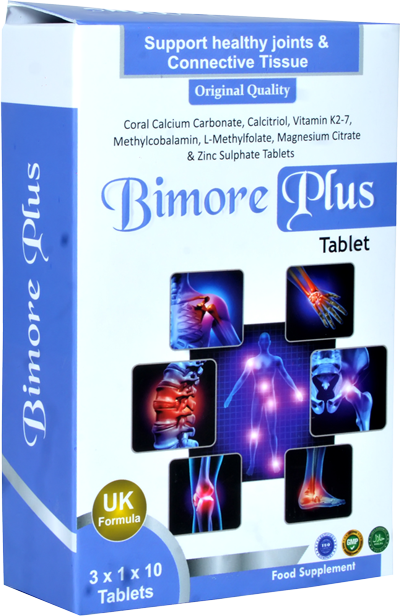 Support healthy joints &
Connective Tissue
Original Quality
Coral Calcium Carbonate, Calcitriol, Vitamin K2-7,
Methylcobalamin, L-Methylfolate, Magnesium Citrate
& Zinc Sulphate Tablets
Bimore Plus
Tablet
Bimore Plus
UK
Formula
3 x 1 x 10
Tablets
GMP
Food Supplement